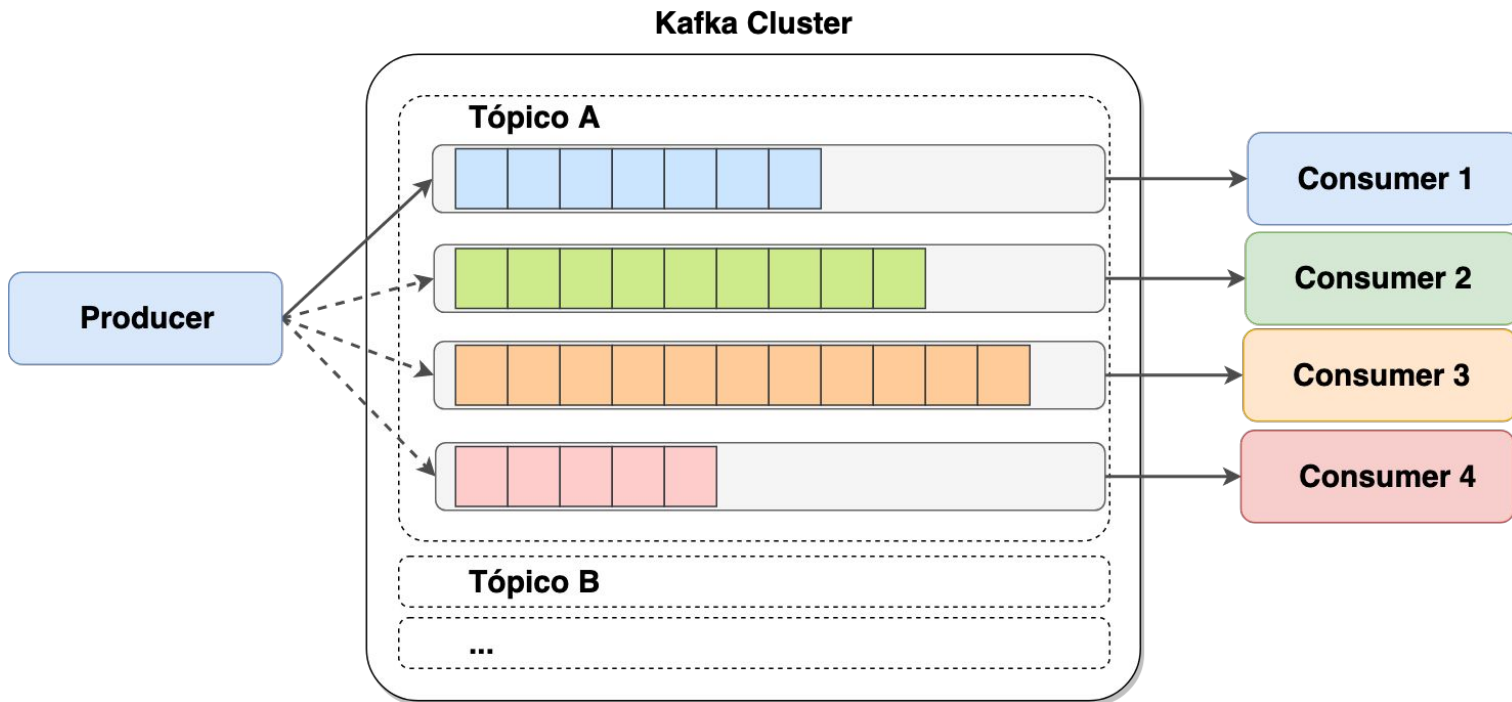 Kafka Cluster
Tópico A
Consumer 1
Consumer 2
Producer
Consumer 3
Consumer 4
Tópico B
...